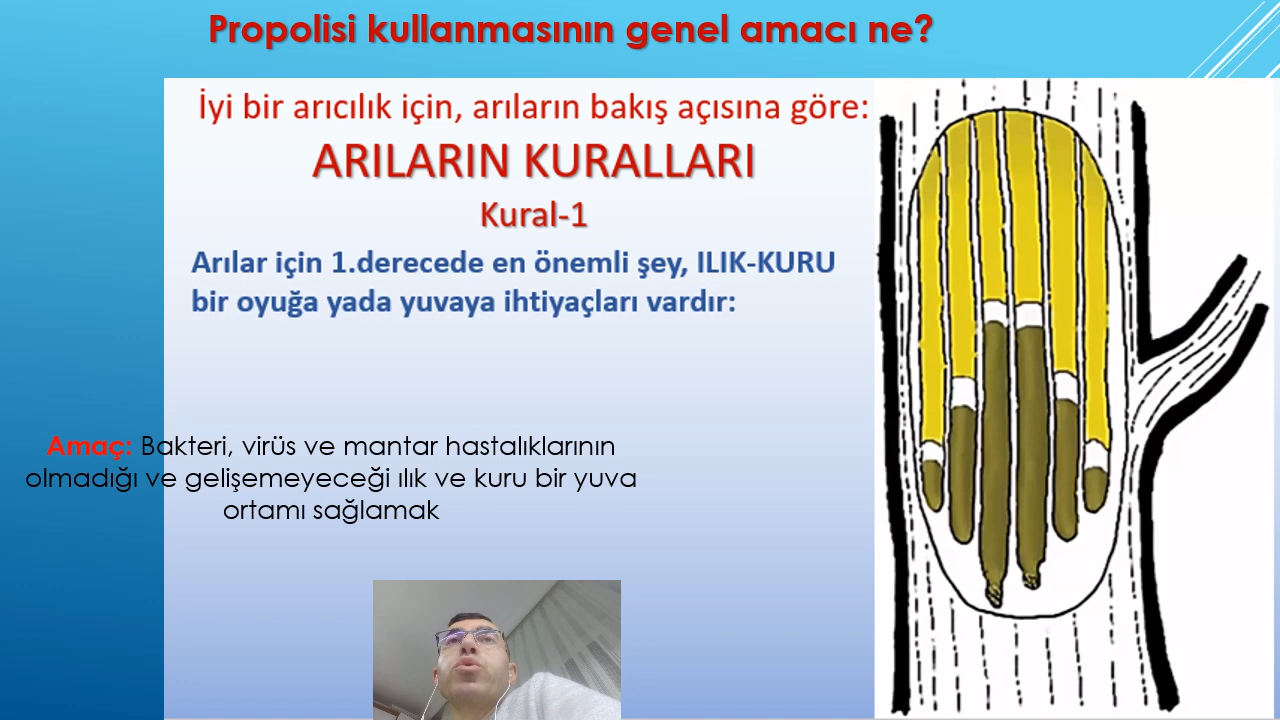 Propolisi kullanmasının genel amacı ne?
İyi bir arıcılık için, arıların bakış açısına göre:
ARILARIN KURALLARI
Kural-1
Arılar için 1.derecede en önemli şey, ILIK-KURU
bir oyuğa yada yuvaya ihtiyaçları vardır:
Amaç: Bakteri, virüs ve mantar hastalıklarının
olmadığı ve gelişemeyeceği ılık ve kuru bir yuva
ortamı sağlamak